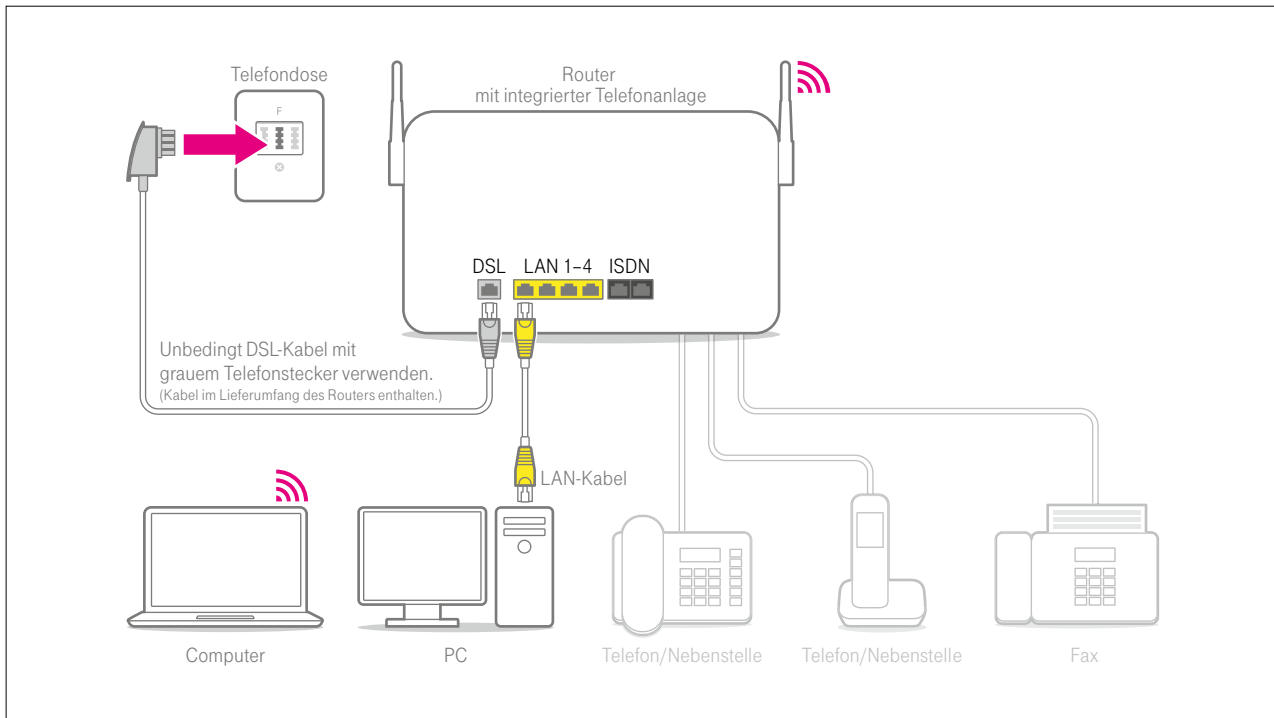 Telefondose
F
Router
mit integrierter Telefonanlage
DSL
LAN 1–4
ISDN
Unbedingt DSL-Kabel mit
grauem Telefonstecker verwenden.
(Kabel im Lieferumfang des Routers enthalten.)
LAN-Kabel
Computer
PC
Telefon/Nebenstelle
Telefon/Nebenstelle
Fax